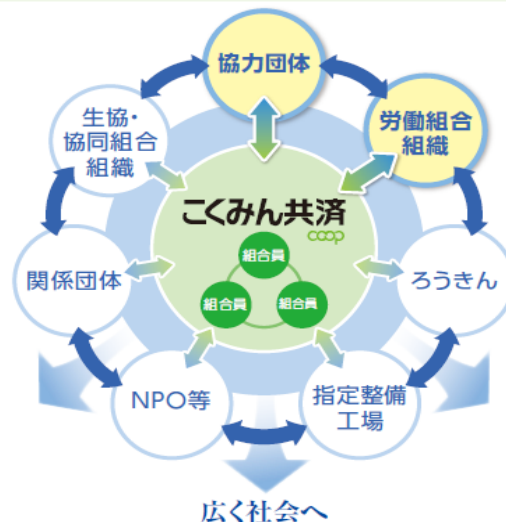 協力団体
生協・
協同組合
組織
労働組合
組織
こくみん共済
coop
組合員
組合員
組合員
関係団体
ろうきん
NPO等
指定整備
工場
広く社会へ